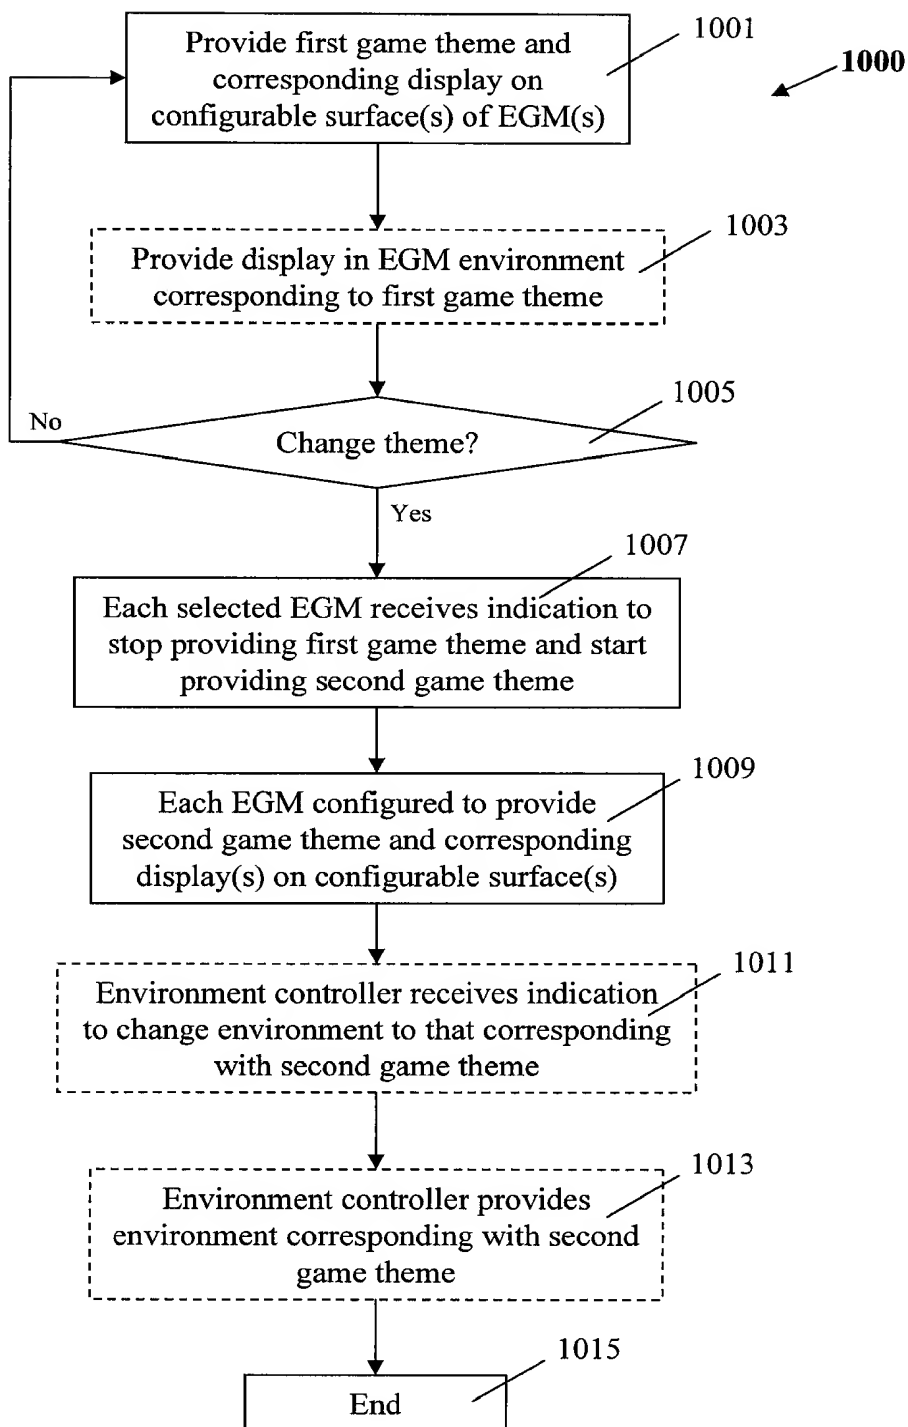 Provide first game theme and
corresponding display on
configurable surface(s) of EGM(s)
1001
1000
1003
Provide display in EGM environment
corresponding to first game theme
1005
No
Change theme?
Yes
1007
Each selected EGM receives indication to
stop providing first game theme and start
providing second game theme
1009
Each EGM configured to provide
second game theme and corresponding
display(s) on configurable surface(s)
1011
Environment controller receives indication
to change environment to that corresponding
with second game theme
1013
Environment controller provides
environment corresponding with second
game theme
1015
End